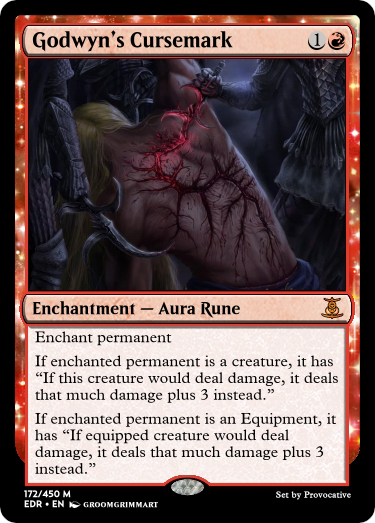 Godwyn's Cursemark 1
Enchantment — Aura Rune
Enchant permanent
If enchanted permanent is a creature, it has
“If this creature would deal damage, it deals
that much damage plus 3 instead.”
If enchanted permanent is an Equipment, it
has “If equipped creature would deal
damage, it deals that much damage plus 3
instead.”
172/450 M
EDR • EN GROOMGRIMMART
Set by Provocative